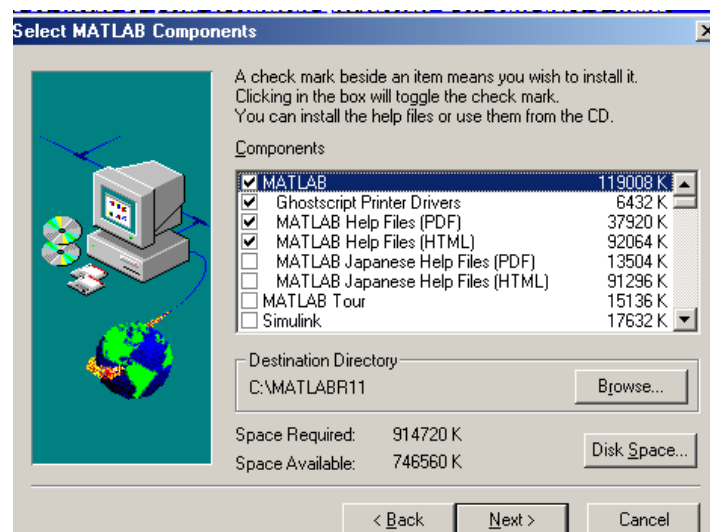 Select MATLAB Components
A check mark beside an item means you wish to install it.
Clicking in the box will toggle the check mark.
You can install the help files or use them from the CD.
Components
MATLAB 119008 K
Ghostscript Printer Drivers 6432 K
MATLAB Help Files (PDF) 37920 K
MATLAB Help Files (HTML) 92064 K
MATLAB Japanese Help Files (PDF) 13504 K
MATLAB Japanese Help Files (HTML) 91296 K
MATLAB Tour 15136 K
Simulink 17632 K
Destination Directory
C:\MATLABR11
Browse...
Space Required: 914720 K
Space Available: 746560 K
Disk Space...
< Back Next > Cancel